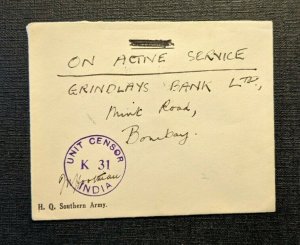 ON ACTIVE SERVICE
GRINDLAYS BANK LTD.,
Mint Road,
Bombay.
UNIT CENSOR
K 31
INDIA
H. Q. Southern Army.